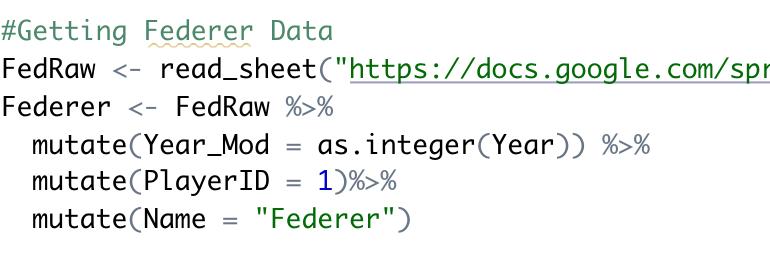 #Getting Federer Data
FedRaw <- read_sheet("https://docs.google.com/spr
Federer <- FedRaw %>%
  mutate(Year_Mod = as.integer(Year)) %>%
  mutate(PlayerID = 1)%>%
  mutate(Name = "Federer")